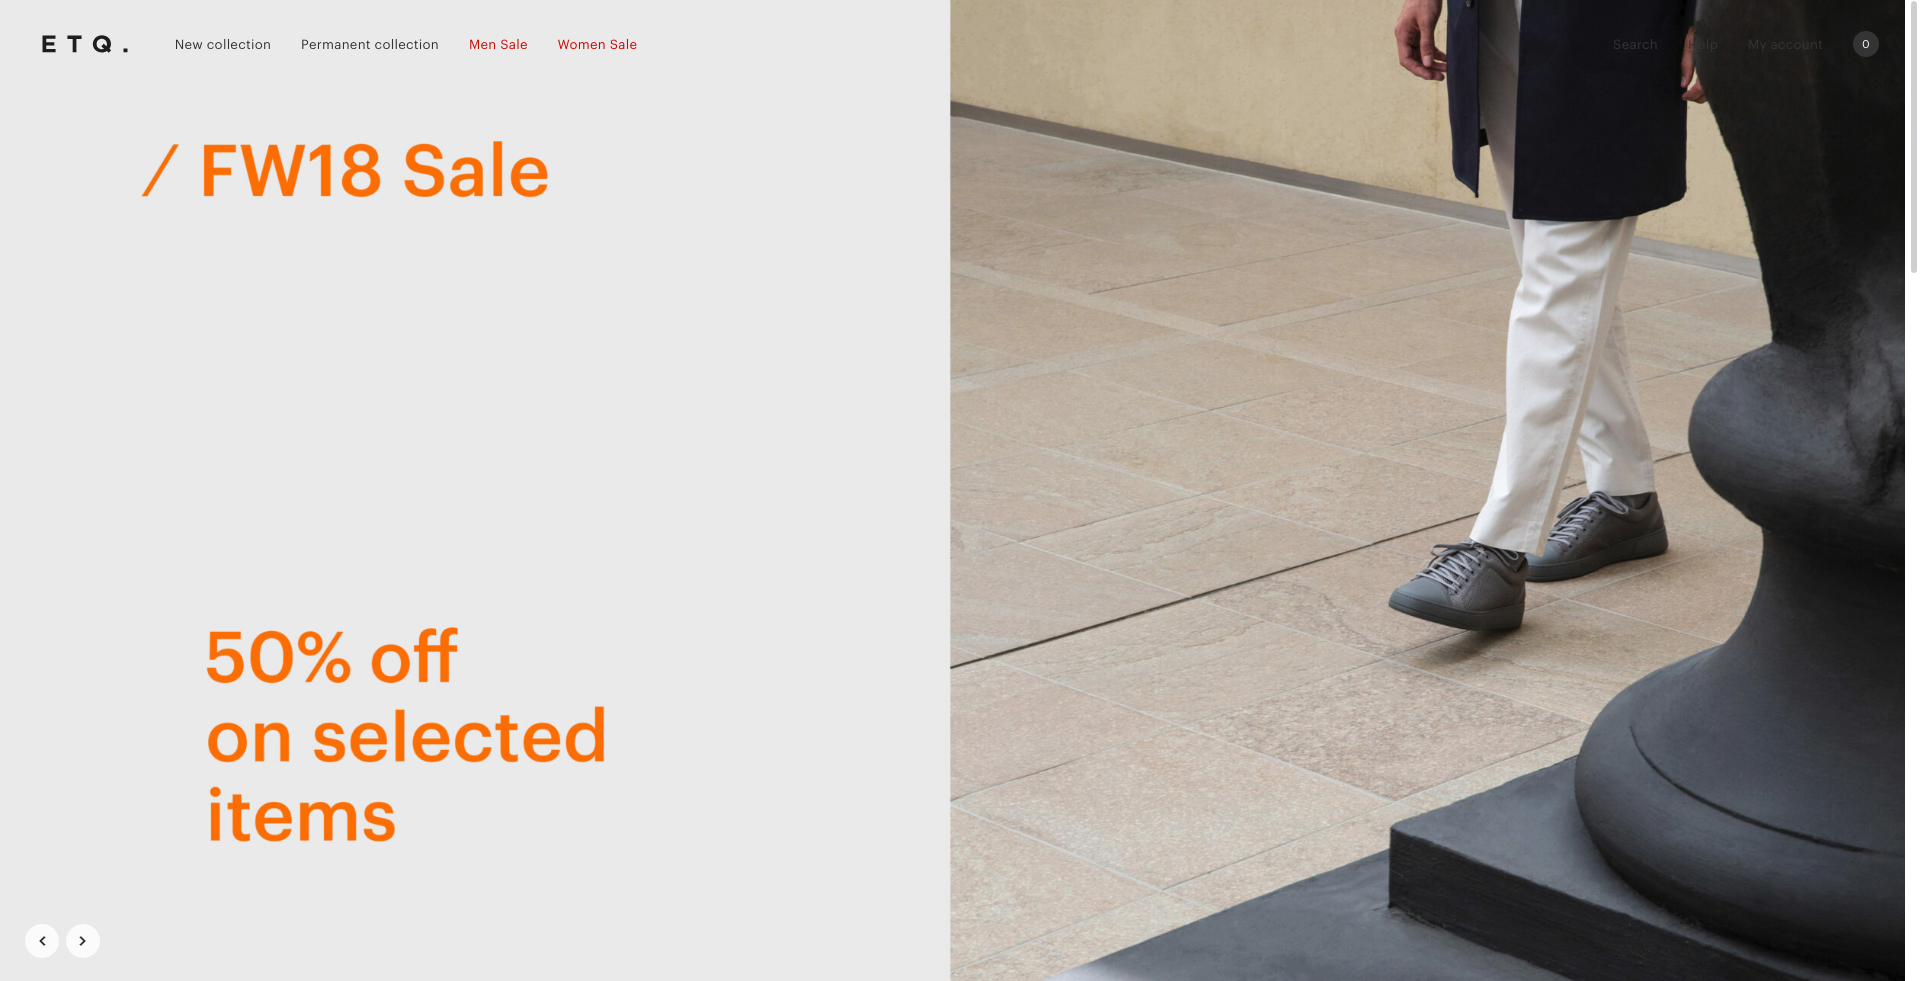 E T Q .
New collection
Permanent collection
Men Sale
Women Sale
Search
Help
My account
0
/ FW18 Sale
50% off
on selected
items